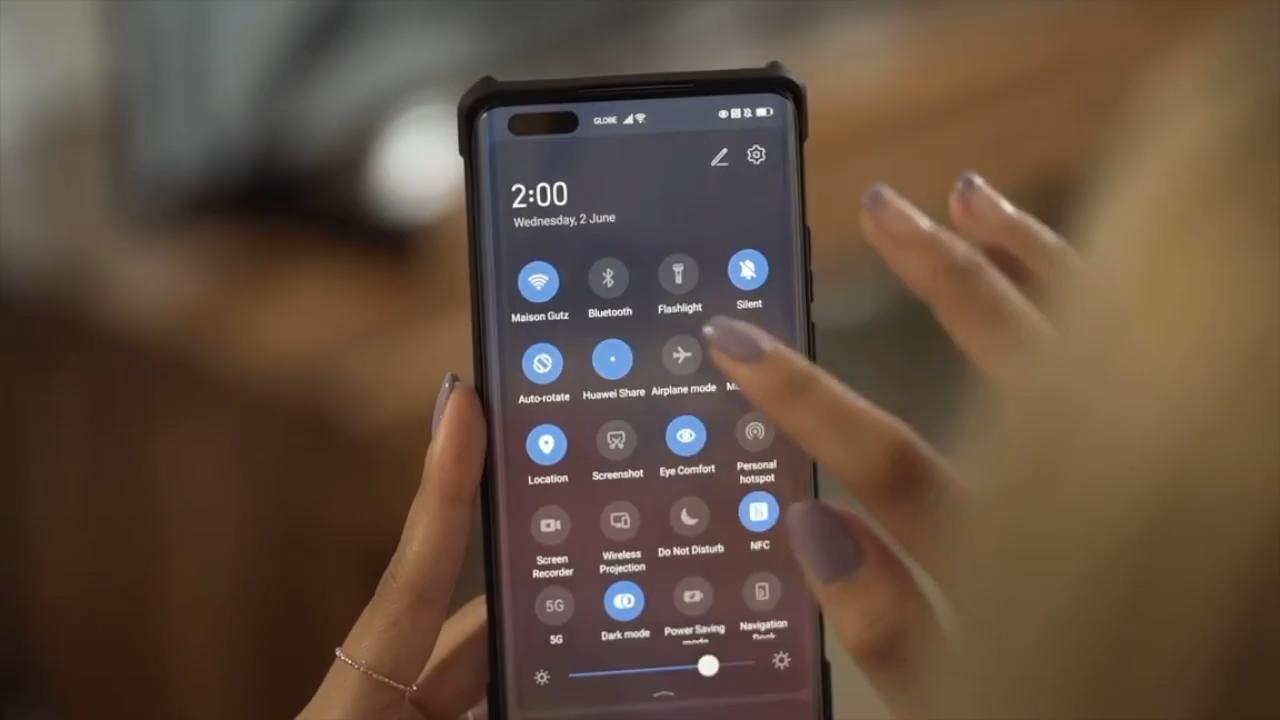 GLOBE
2:00
Wednesday, 2 June
Maison Gutz
Bluetooth
Flashlight
Silent
Auto-rotate
Huawei Share
Airplane mode
Location
Screenshot
Eye Comfort
Personal
hotspot
Screen
Recorder
Wireless
Projection
Do Not Disturb
NFC
5G
5G
Dark mode
Power Saving
mode
Navigation
Dock